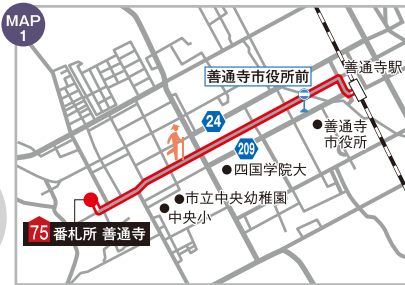 MAP
1
善通寺市役所前
善通寺駅
24
善通寺
市役所
209
四国学院大
市立中央幼稚園
中央小
75 番札所 善通寺